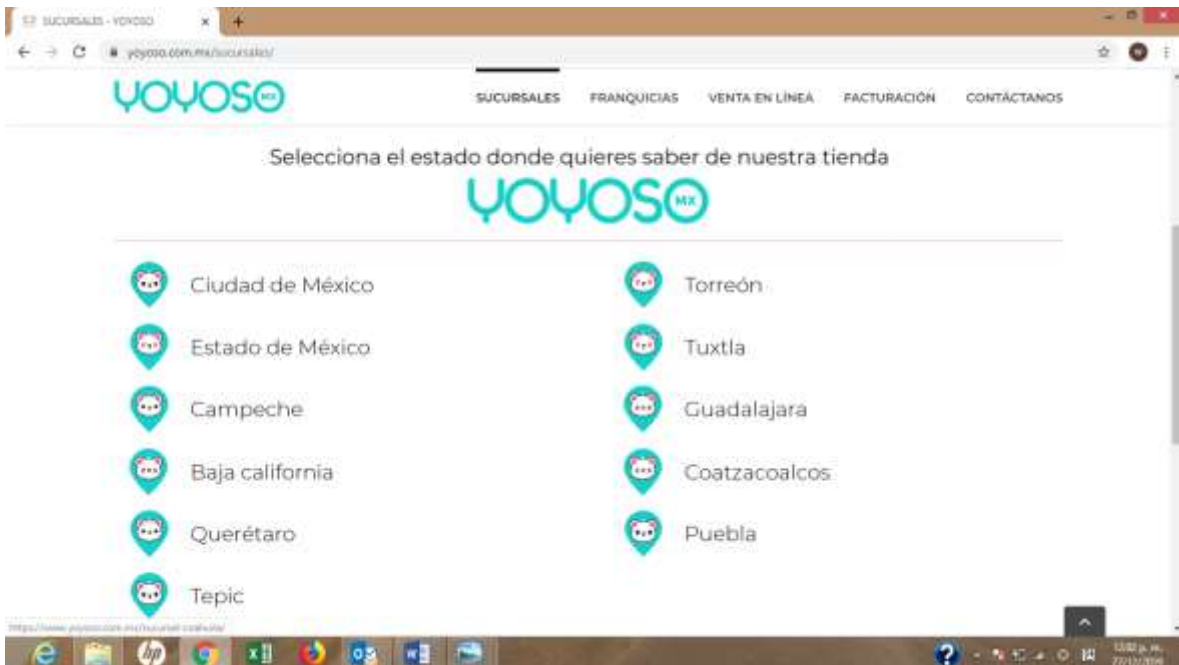 SUCURSALES - YOYOSO
yoyoso.com.mx/sucursales/
YOYOSO MX
SUCURSALES FRANQUICIAS VENTA EN LÍNEA FACTURACIÓN CONTÁCTANOS
Selecciona el estado donde quieres saber de nuestra tienda
YOYOSO MX
Ciudad de México
Torreón
Estado de México
Tuxtla
Campeche
Guadalajara
Baja california
Coatzacoalcos
Querétaro
Puebla
Tepic
hp